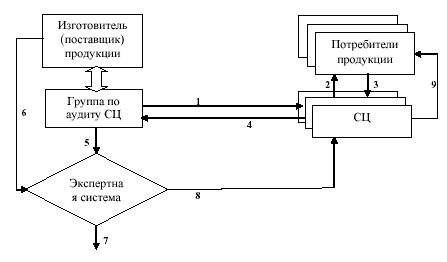 Изготовитель
(поставщик)
продукции
Потребители
продукции
6
2
3
9
Группа по
аудиту СЦ
1
4
СЦ
5
Экспертна
я система
8
7